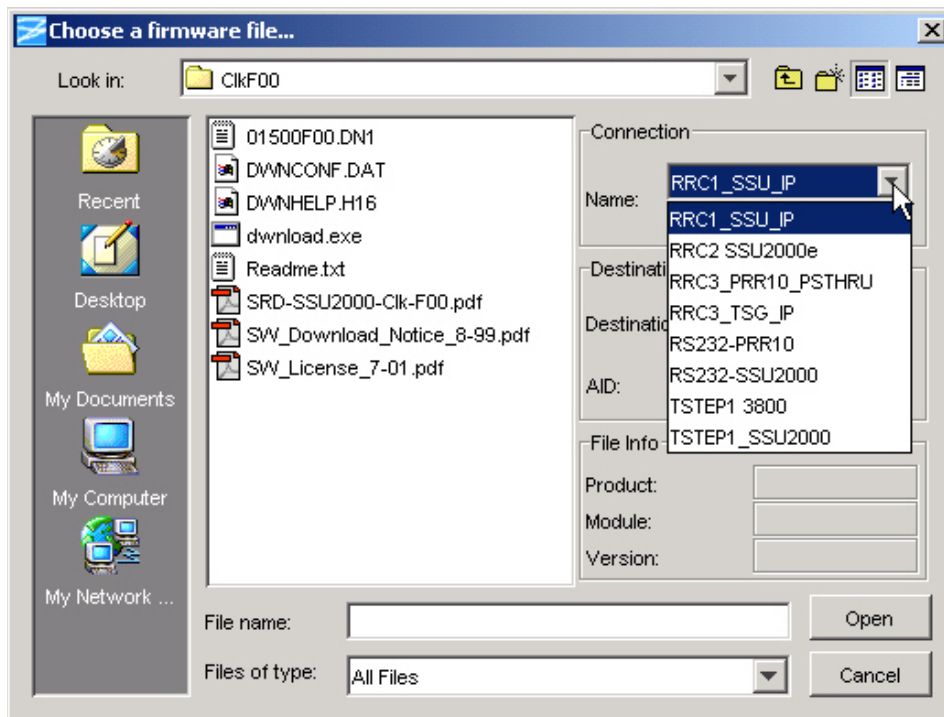 Choose a firmware file...
Look in:
ClkF00
Recent
Desktop
My Documents
My Computer
My Network ...
01500F00.DN1
DWNCONF.DAT
DWNHELP.H16
dwnload.exe
Readme.txt
SRD-SSU2000-Clk-F00.pdf
SW_Download_Notice_8-99.pdf
SW_License_7-01.pdf
Connection
Name:
RRC1_SSU_IP
RRC1_SSU_IP
RRC2 SSU2000e
RRC3_PRR10_PSTHRU
RRC3_TSG_IP
RS232-PRR10
RS232-SSU2000
TSTEP1 3800
TSTEP1_SSU2000
Destinati
Destinatio
AID:
File Info
Product:
Module:
Version:
File name:
Open
Files of type:
All Files
Cancel